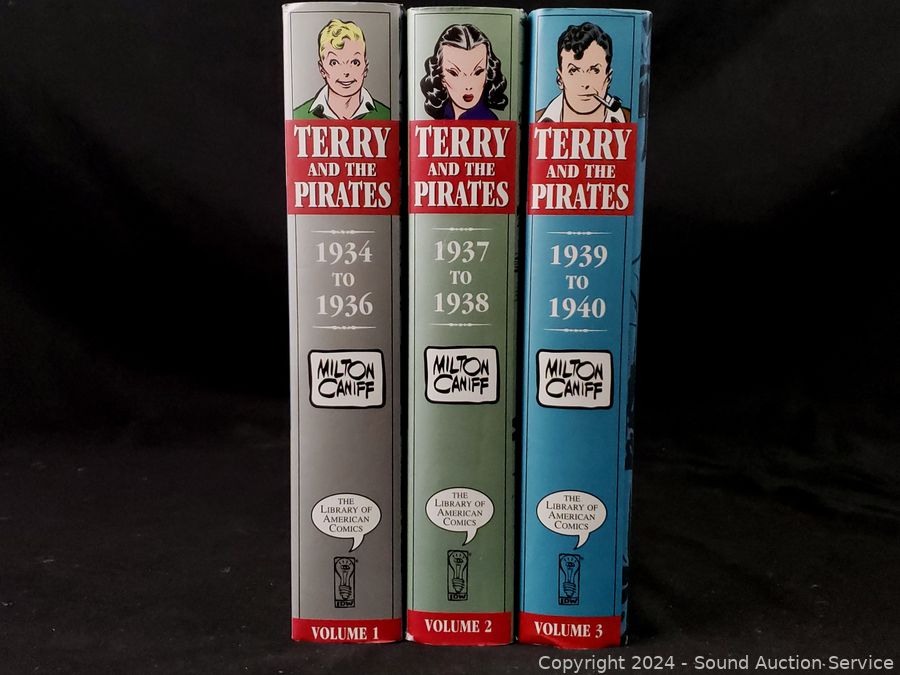 TERRY
AND THE
PIRATES
1934
TO
1936
MILTON
CANIFF
THE
LIBRARY OF
AMERICAN
COMICS
IDW
VOLUME 1
TERRY
AND THE
PIRATES
1937
TO
1938
MILTON
CANIFF
THE
LIBRARY OF
AMERICAN
COMICS
IDW
VOLUME 2
TERRY
AND THE
PIRATES
1939
TO
1940
MILTON
CANIFF
THE
LIBRARY OF
AMERICAN
COMICS
IDW
VOLUME 3
Copyright 2024 - Sound Auction Service